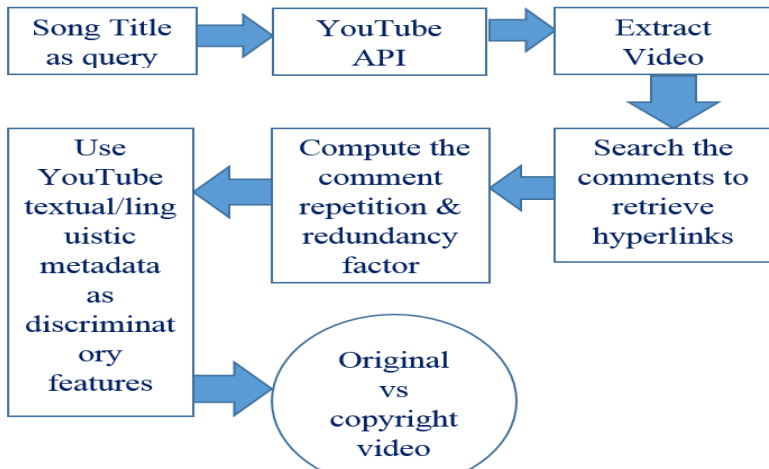 Song Title
as query
YouTube
API
Extract
Video
Search the
comments to
retrieve
hyperlinks
Compute the
comment
repetition &
redundancy
factor
Use
YouTube
textual/ling
uistic
metadata
as
discriminat
ory
features
Original
vs
copyright
video